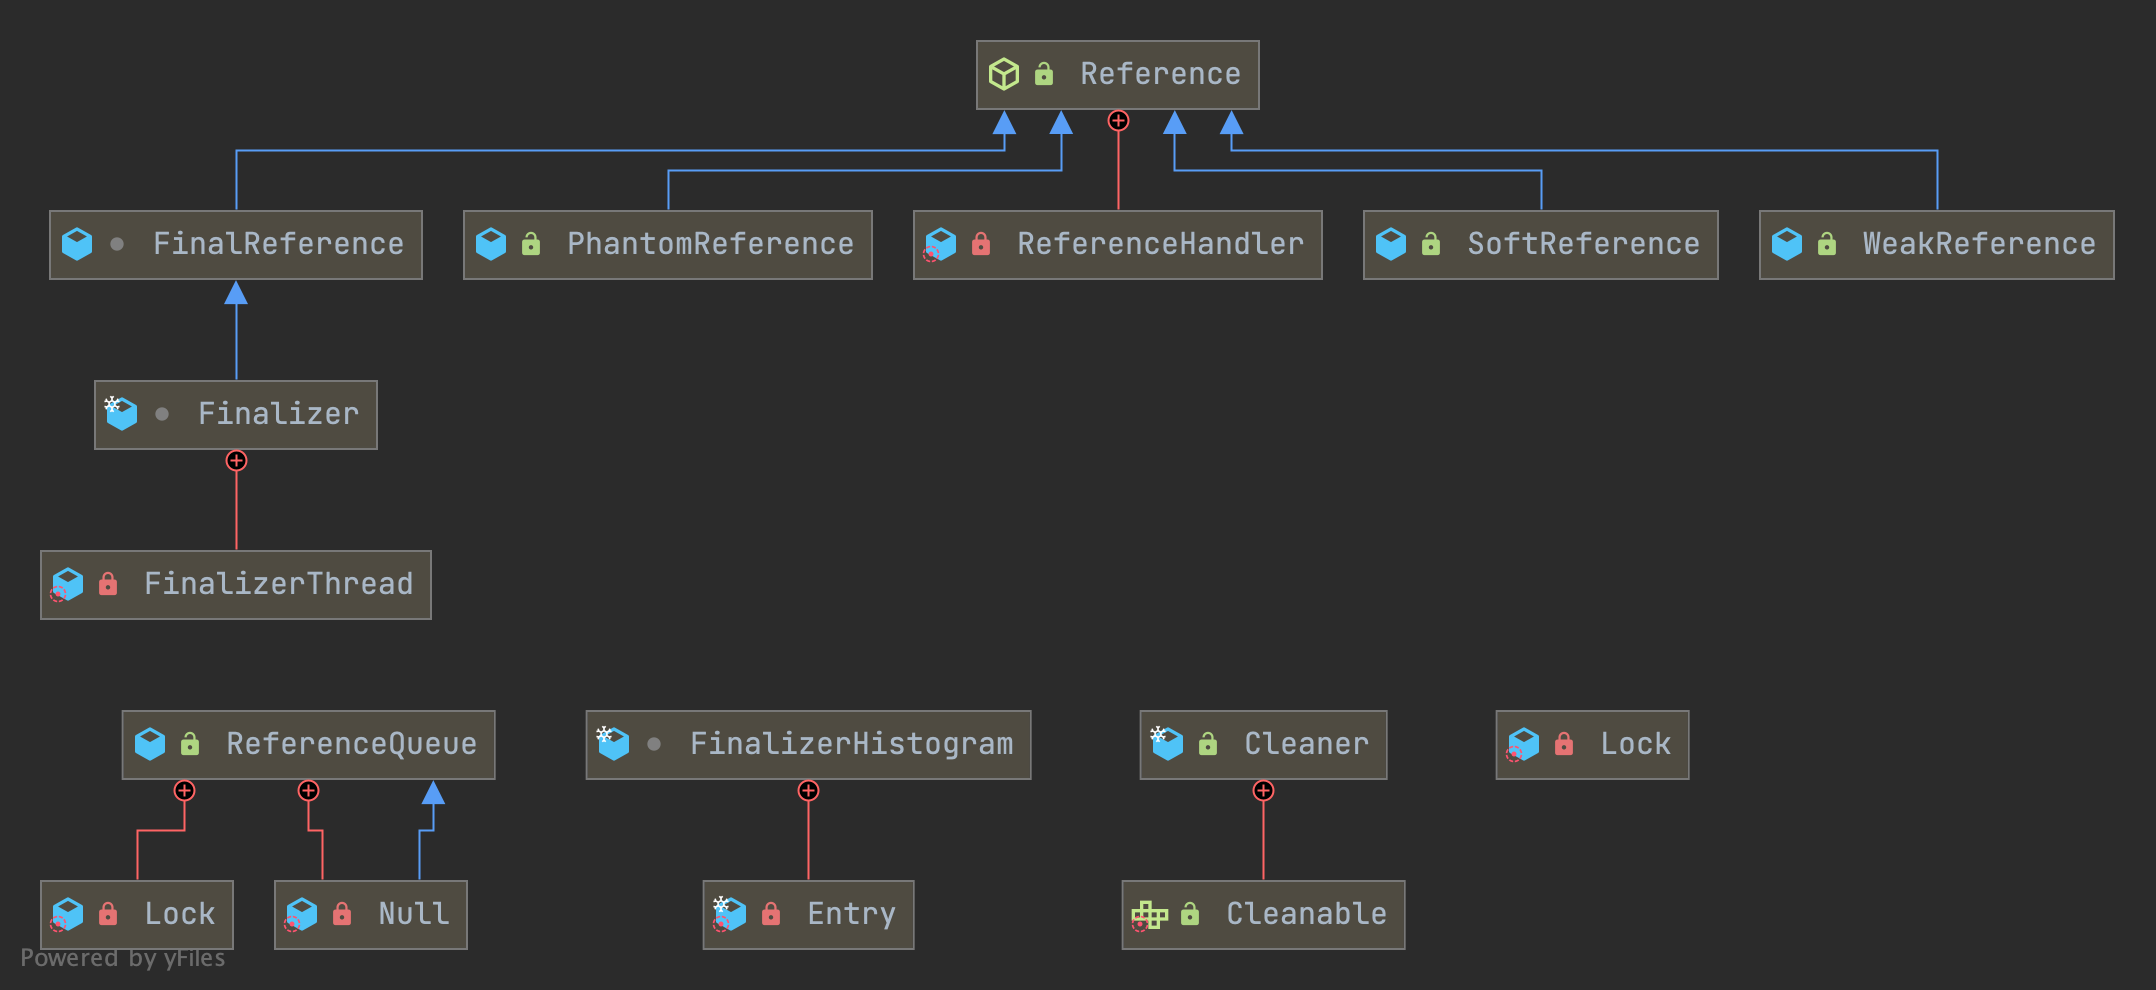 Reference
FinalReference
PhantomReference
ReferenceHandler
SoftReference
WeakReference
Finalizer
FinalizerThread
ReferenceQueue
FinalizerHistogram
Cleaner
Lock
Lock
Null
Entry
Cleanable
Powered by yFiles